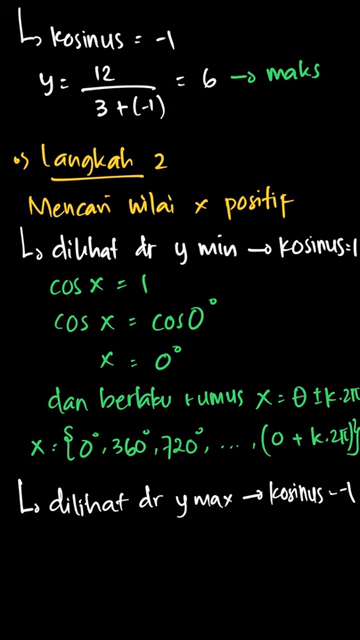 ↳ kosinus = -1
y = 12 / 3 + (-1) = 6 → maks
•) Langkah 2
Mencari nilai x positif
↳ dilihat dr y min → kosinus = 1
cos x = 1
cos x = cos 0°
x = 0°
dan berlaku rumus x = θ ± k.2π
x = {0°, 360°, 720°, ..., (0 + k.2π)}
↳ dilihat dr y max → kosinus = -1